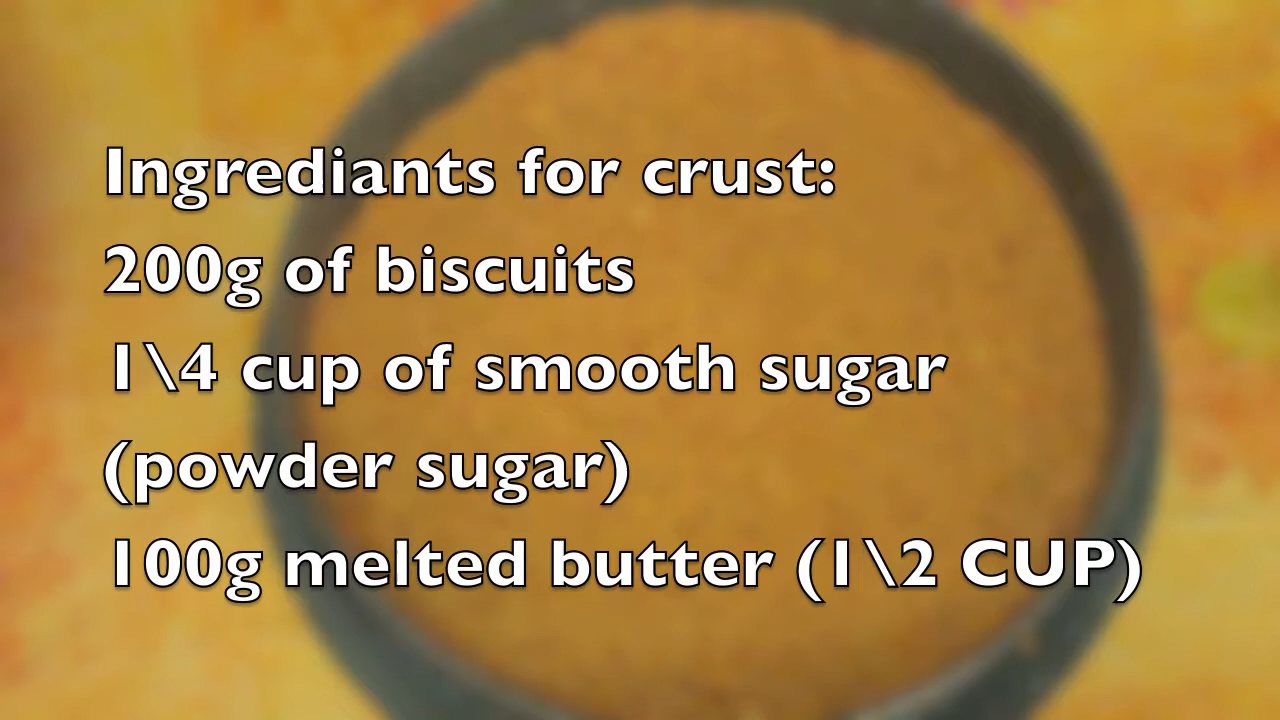 Ingrediants for crust:
200g of biscuits
1\4 cup of smooth sugar
(powder sugar)
100g melted butter (1\2 CUP)